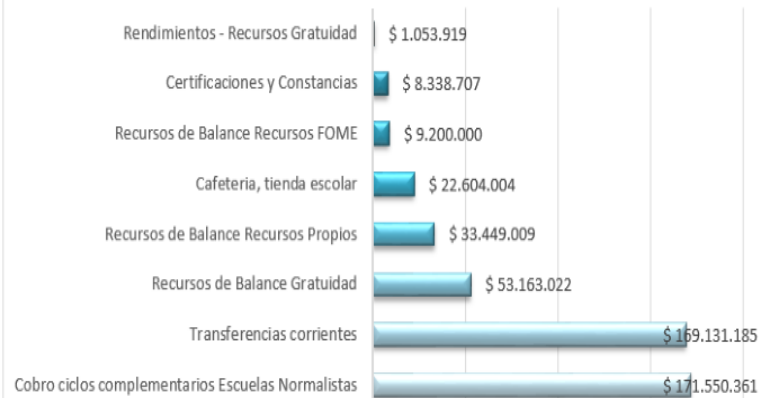 Rendimientos - Recursos Gratuidad $ 1.053.919
Certificaciones y Constancias $ 8.338.707
Recursos de Balance Recursos FOME $ 9.200.000
Cafeteria, tienda escolar $ 22.604.004
Recursos de Balance Recursos Propios $ 33.449.009
Recursos de Balance Gratuidad $ 53.163.022
Transferencias corrientes $ 169.131.185
Cobro ciclos complementarios Escuelas Normalistas $ 171.550.361